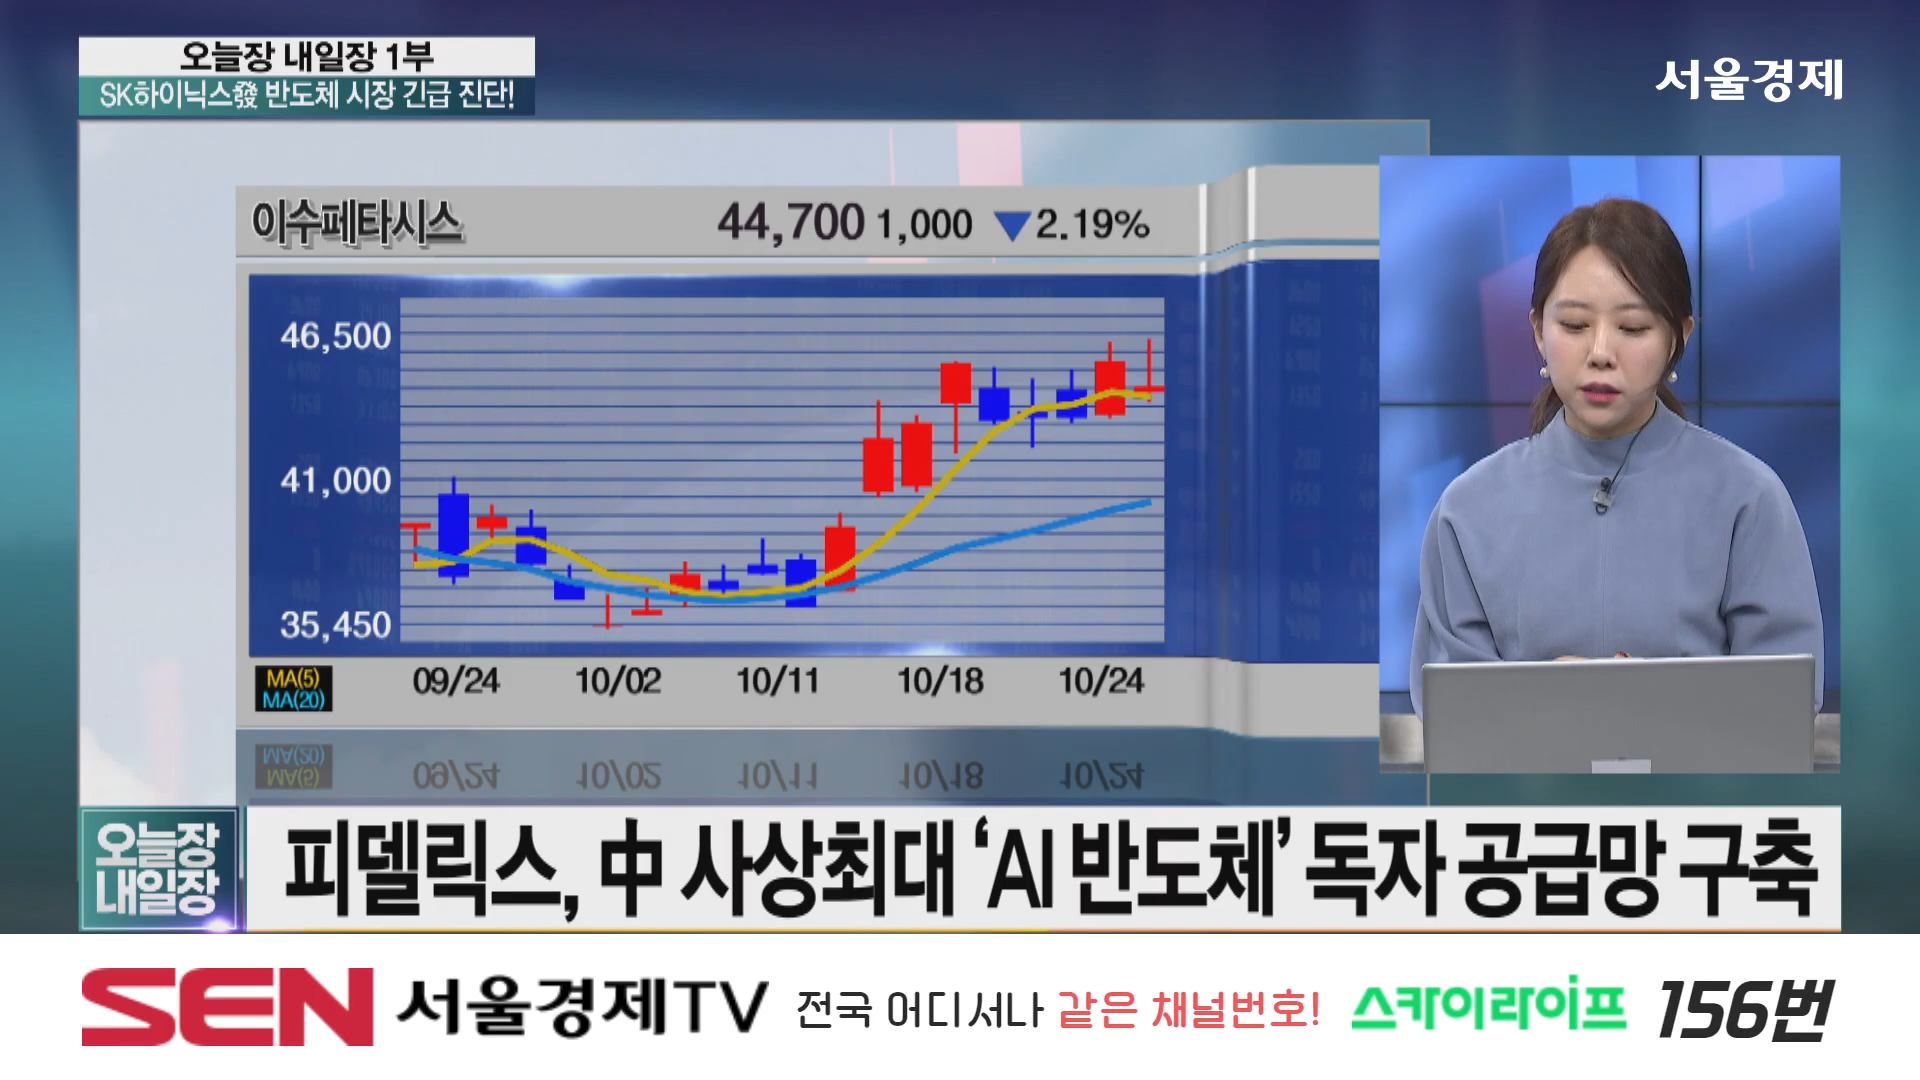 오늘장 내일장 1부
SK하이닉스發 반도체 시장 긴급 진단!
서울경제
이수페타시스 44,700 1,000 ▼2.19%
46,500
41,000
35,450
MA(5)
MA(20)
09/24 10/02 10/11 10/18 10/24
오늘장
내일장
피델릭스, 中 사상최대 ‘AI 반도체’ 독자 공급망 구축
SEN 서울경제TV 전국 어디서나 같은 채널번호! 스카이라이프 156번